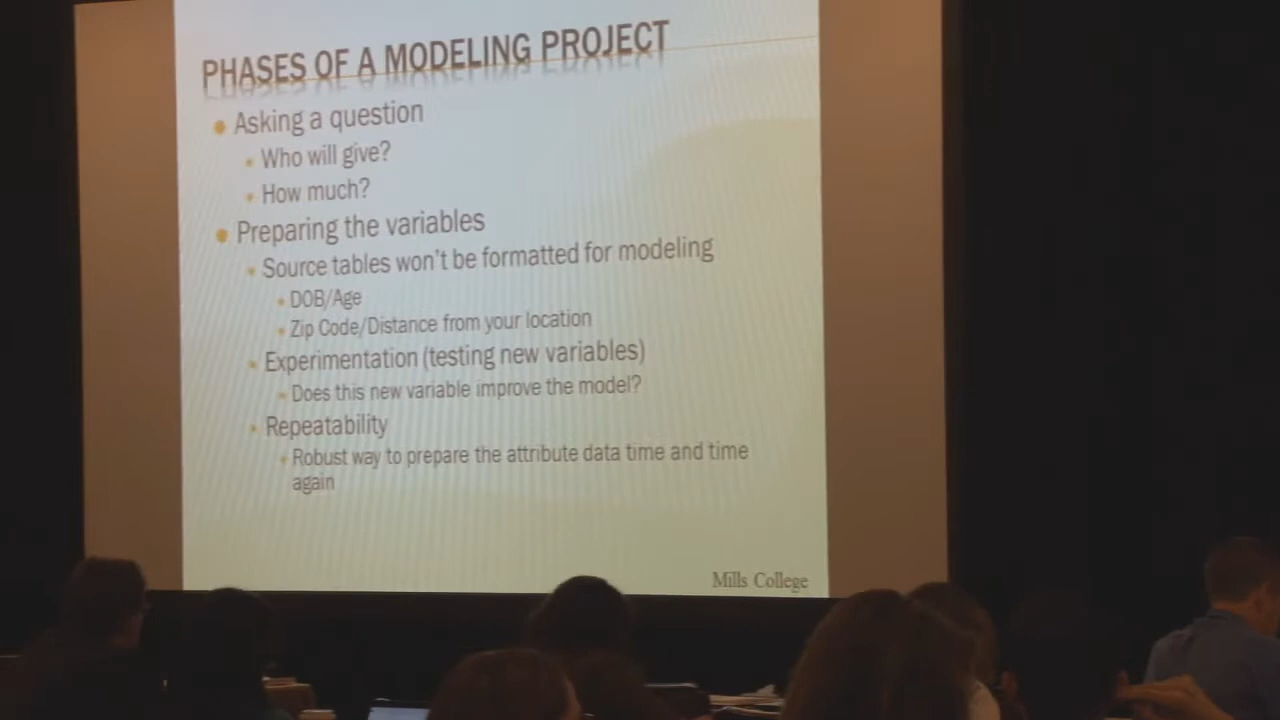 PHASES OF A MODELING PROJECT
Asking a question
Who will give?
How much?
Preparing the variables
Source tables won't be formatted for modeling
DOB/Age
Zip Code/Distance from your location
Experimentation (testing new variables)
Does this new variable improve the model?
Repeatability
Robust way to prepare the attribute data time and time
again
Mills College